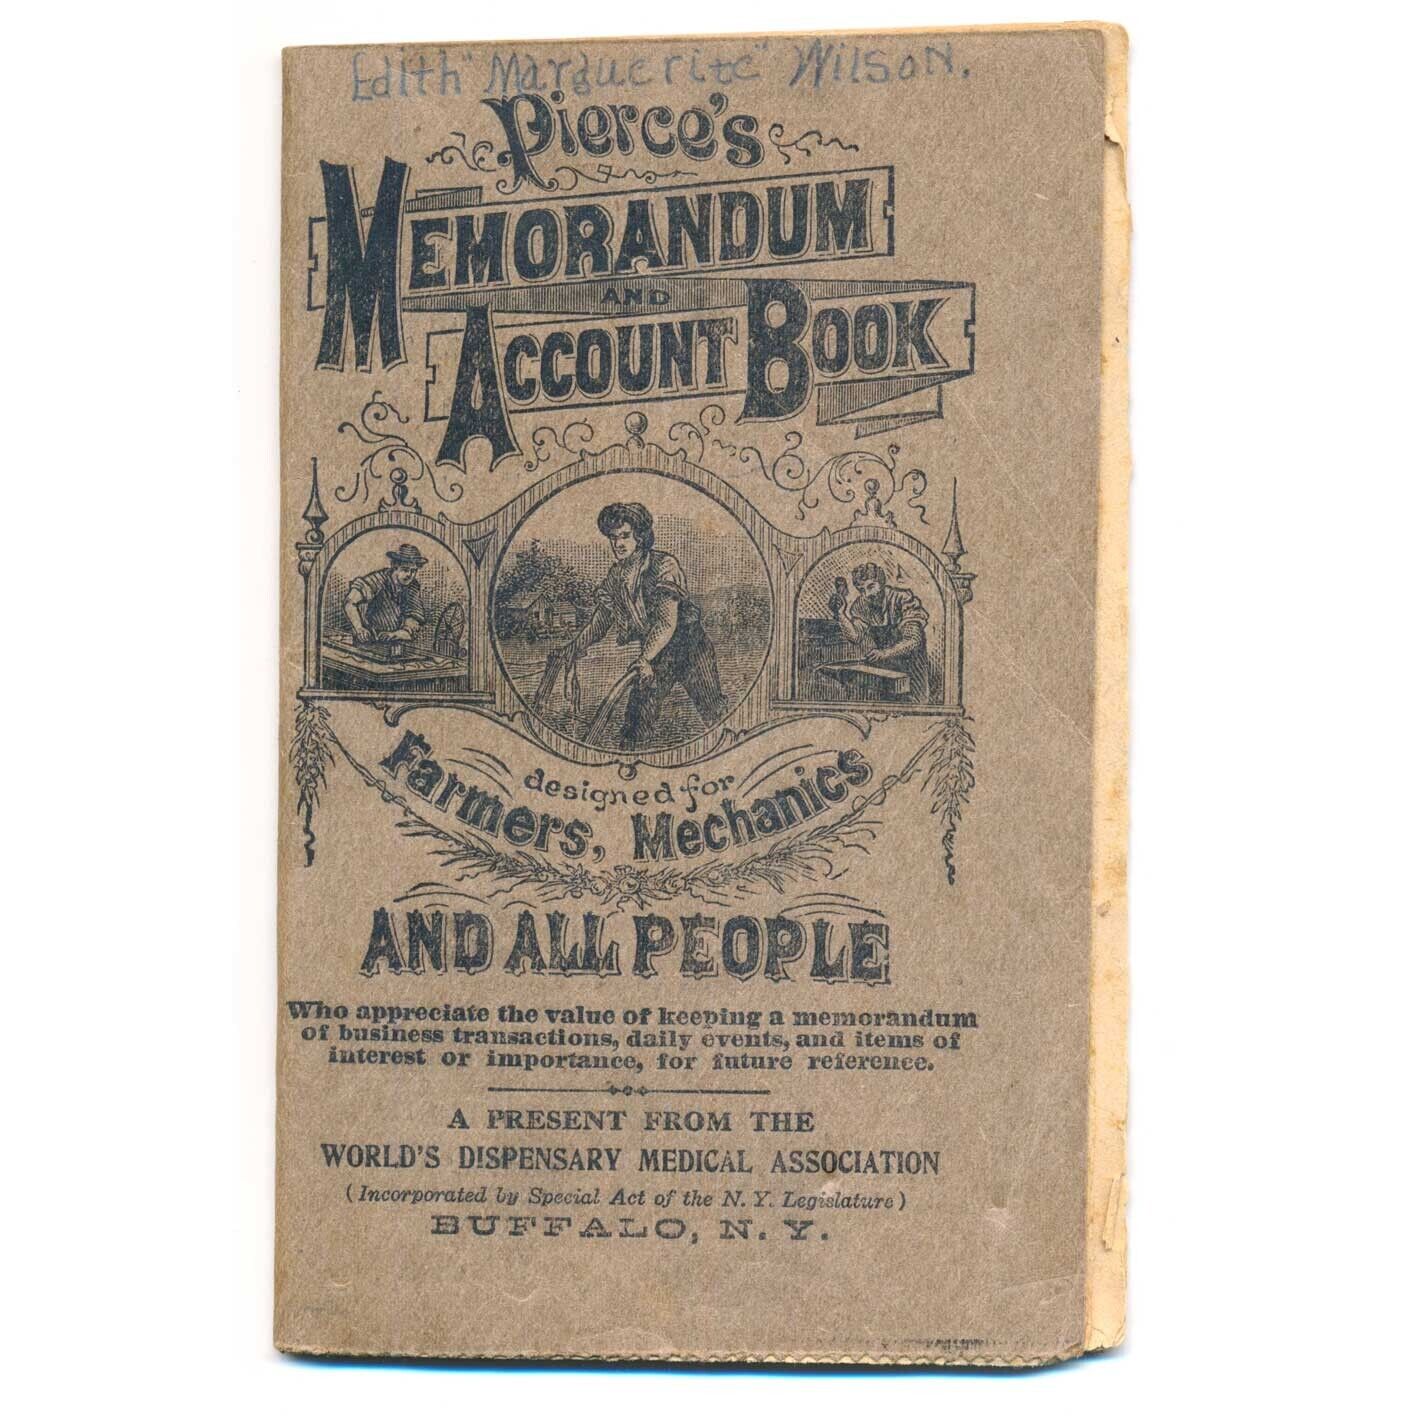 Edith "Marguerite" Wilson.
Pierce's
MEMORANDUM
AND
ACCOUNT BOOK
designed for
Farmers, Mechanics
AND ALL PEOPLE
Who appreciate the value of keeping a memorandum
of business transactions, daily events, and items of
interest or importance, for future reference.
A PRESENT FROM THE
WORLD'S DISPENSARY MEDICAL ASSOCIATION
(Incorporated by Special Act of the N. Y. Legislature)
BUFFALO, N. Y.